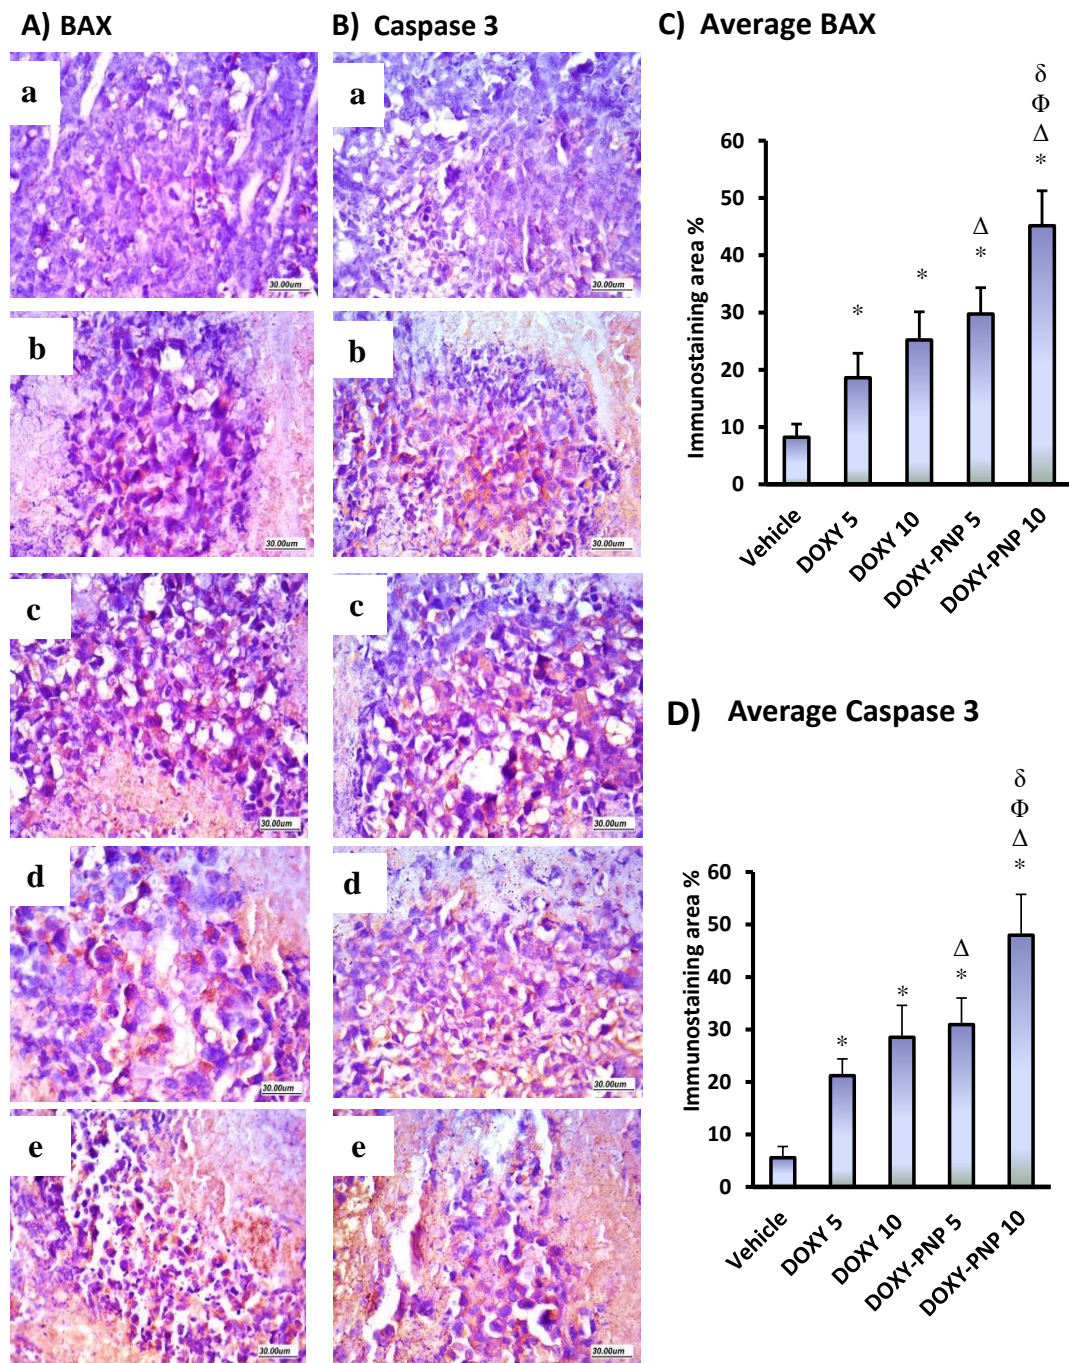 A) BAX
B) Caspase 3
a
30.00um
b
30.00um
c
30.00um
d
30.00um
e
30.00um
a
30.00um
b
30.00um
c
30.00um
d
30.00um
e
30.00um
C) Average BAX
Immunostaining area %
60
50
40
30
20
10
0
*
*
Δ
*
δ
Φ
Δ
*
Vehicle
DOXY 5
DOXY 10
DOXY-PNP 5
DOXY-PNP 10
D) Average Caspase 3
Immunostaining area %
60
50
40
30
20
10
0
*
*
Δ
*
δ
Φ
Δ
*
Vehicle
DOXY 5
DOXY 10
DOXY-PNP 5
DOXY-PNP 10